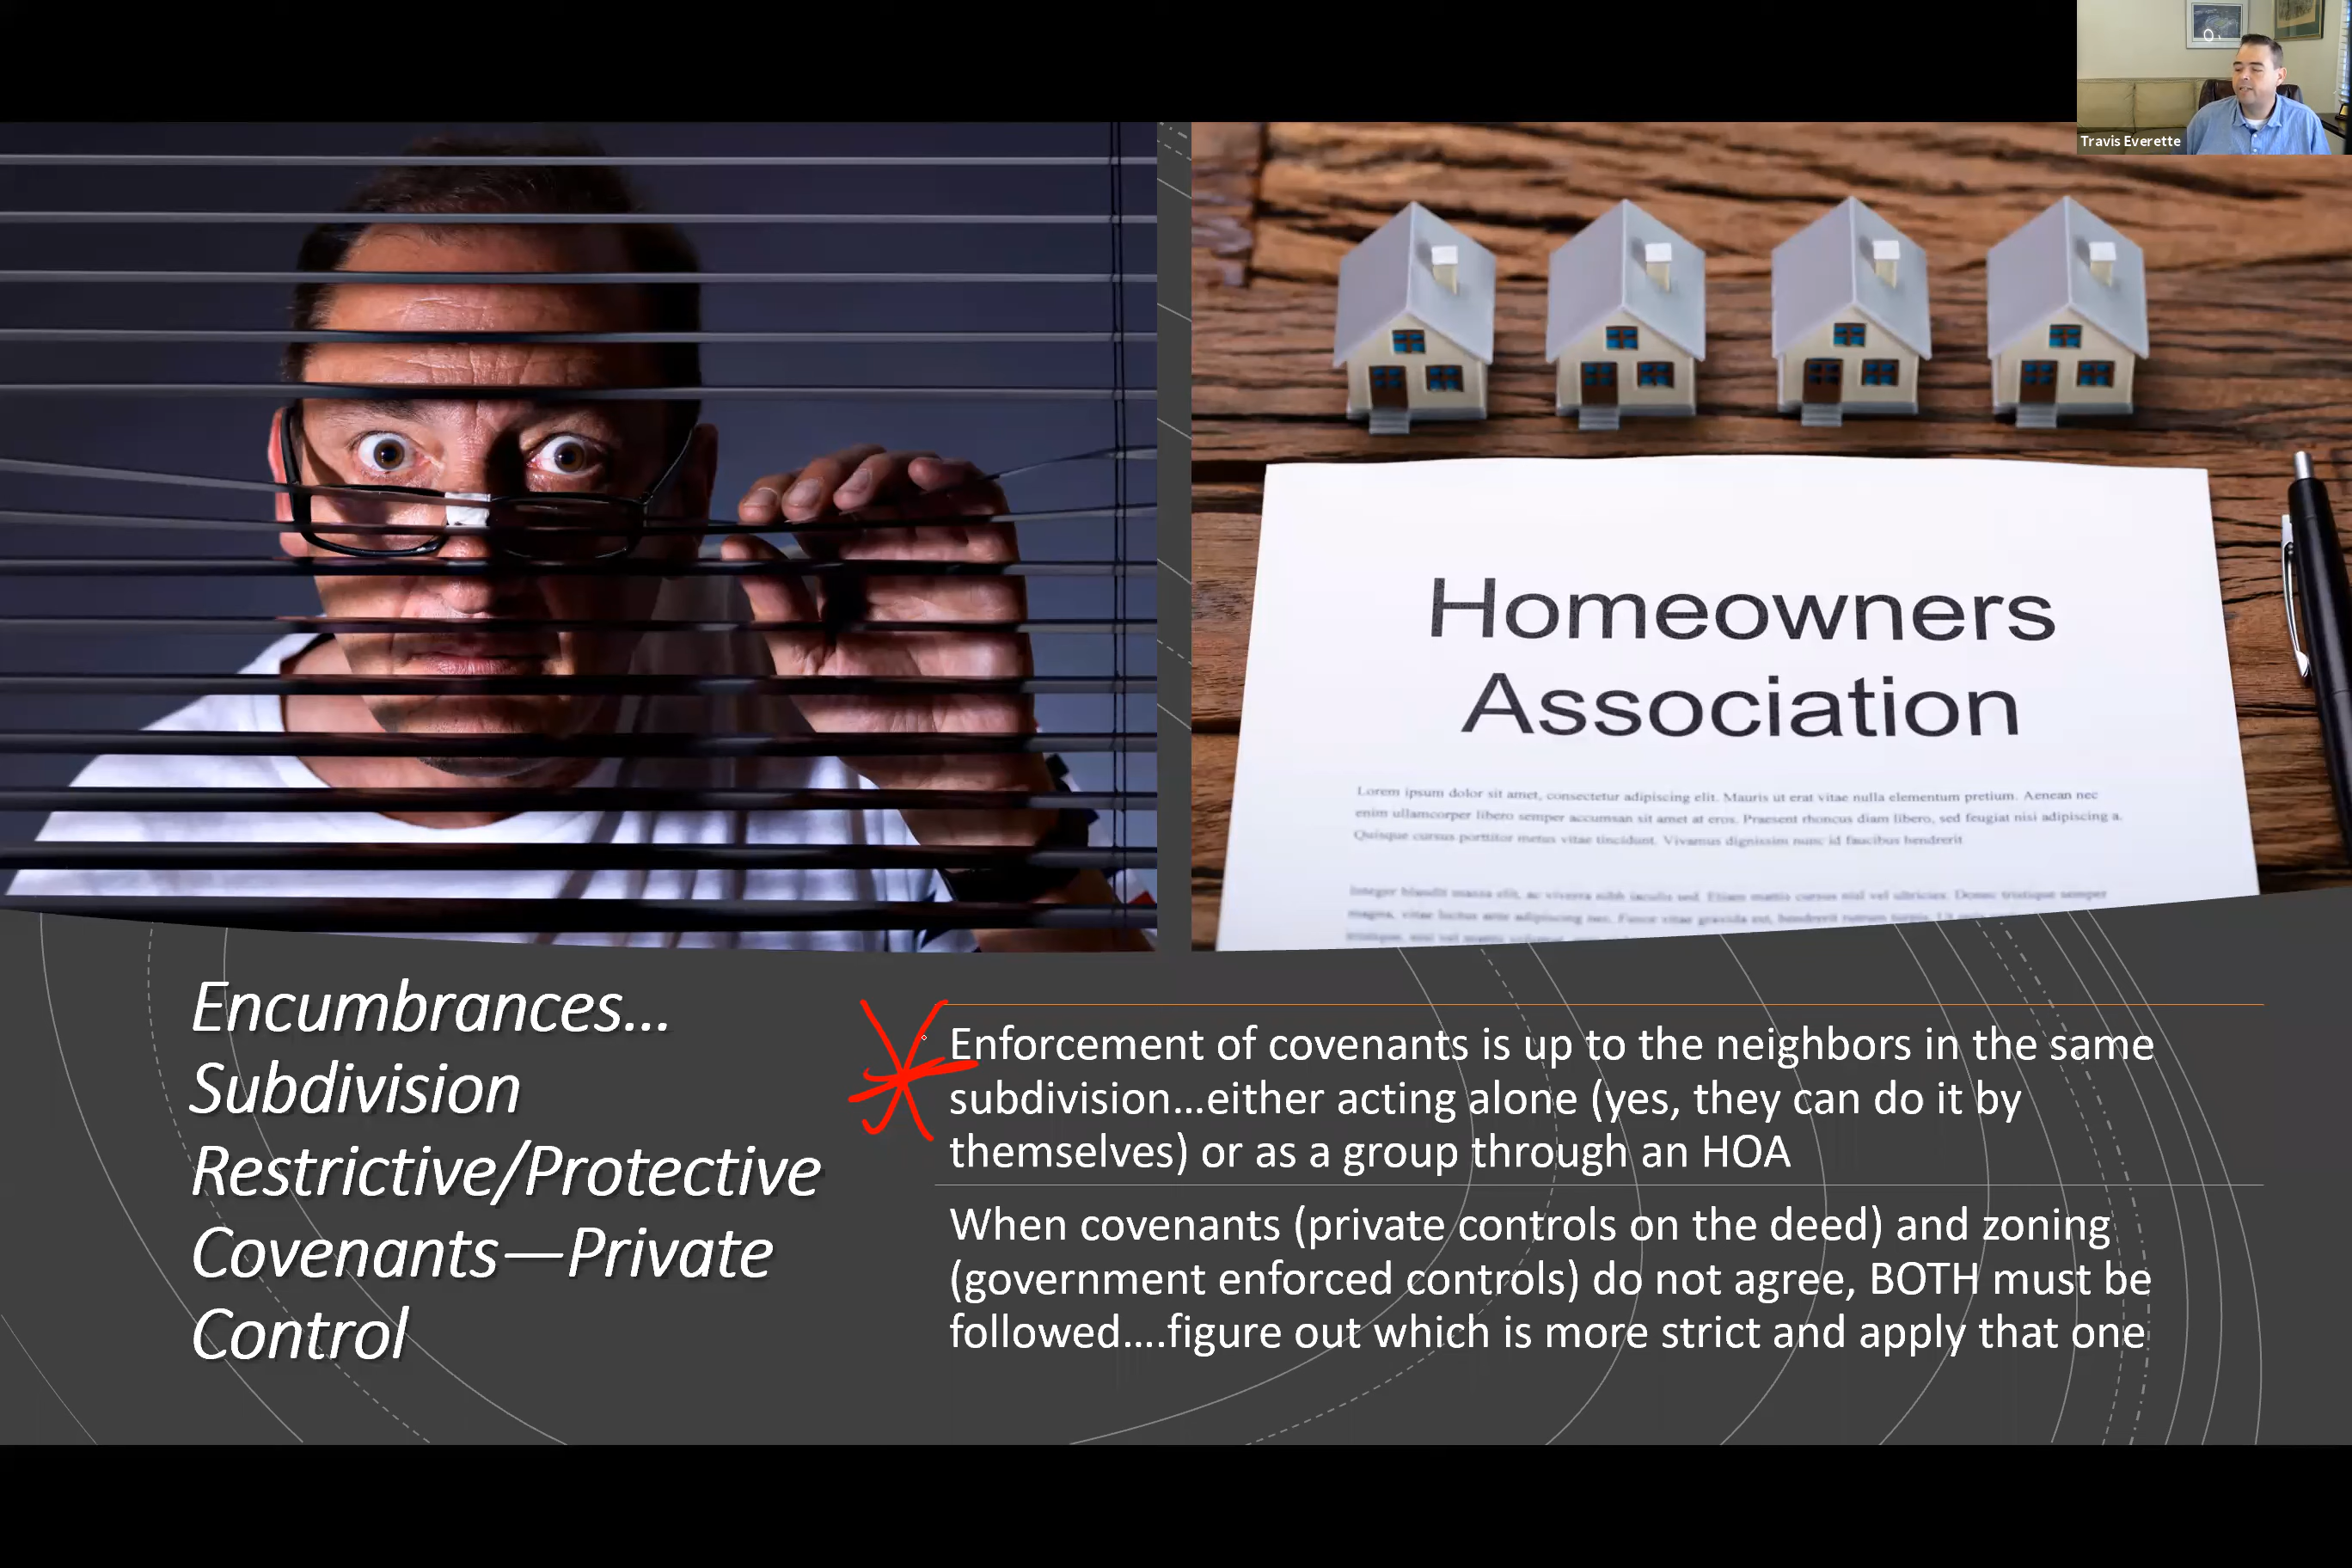 Travis Everette
Homeowners
Association
Lorem ipsum dolor sit amet, consectetur adipiscing elit. Mauris ut erat vitae nulla elementum pretium. Aenean nec
enim ullamcorper libero semper accumsan sit amet at eros. Praesent rhoncus diam libero, sed feugiat nisi adipiscing a.
Quisque cursus porttitor metus vitae tincidunt. Vivamus dignissim nunc id faucibus hendrerit
Encumbrances...
Subdivision
Restrictive/Protective
Covenants—Private
Control
Enforcement of covenants is up to the neighbors in the same
subdivision...either acting alone (yes, they can do it by
themselves) or as a group through an HOA
When covenants (private controls on the deed) and zoning
(government enforced controls) do not agree, BOTH must be
followed....figure out which is more strict and apply that one